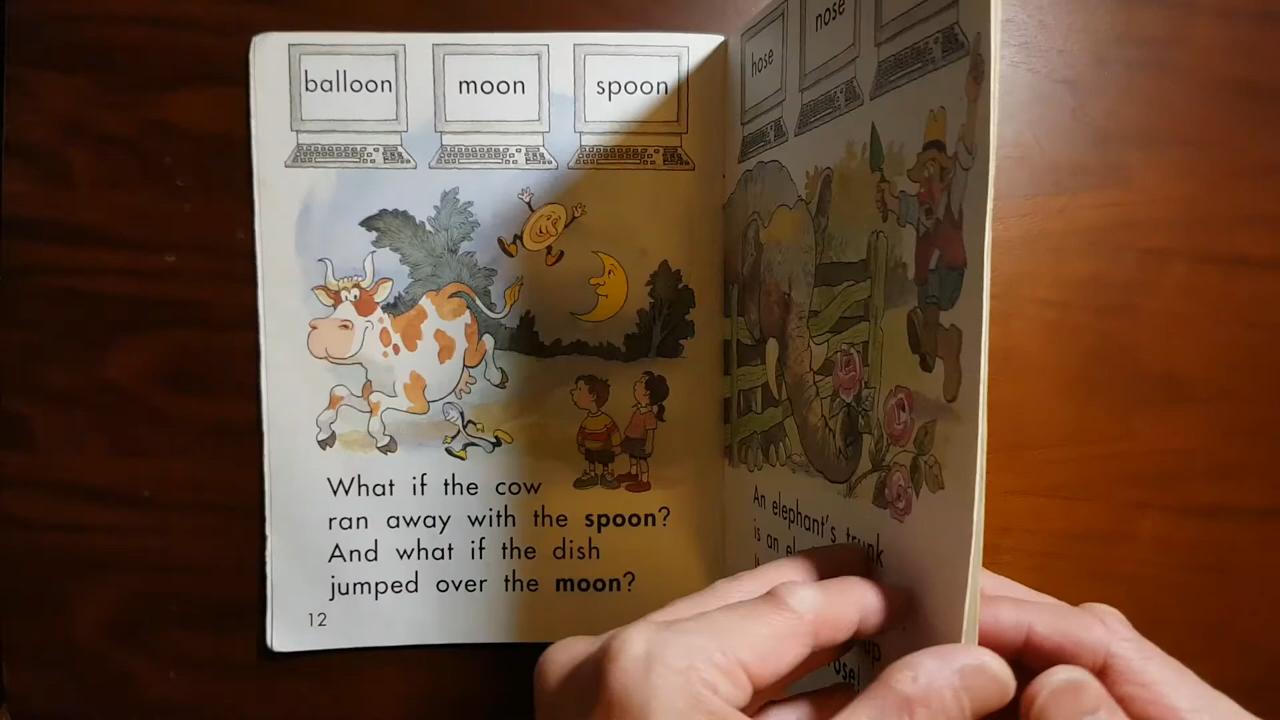 balloon
moon
spoon
What if the cow
ran away with the spoon?
And what if the dish
jumped over the moon?
12
hose
nose
An elephant's trunk
is an
up